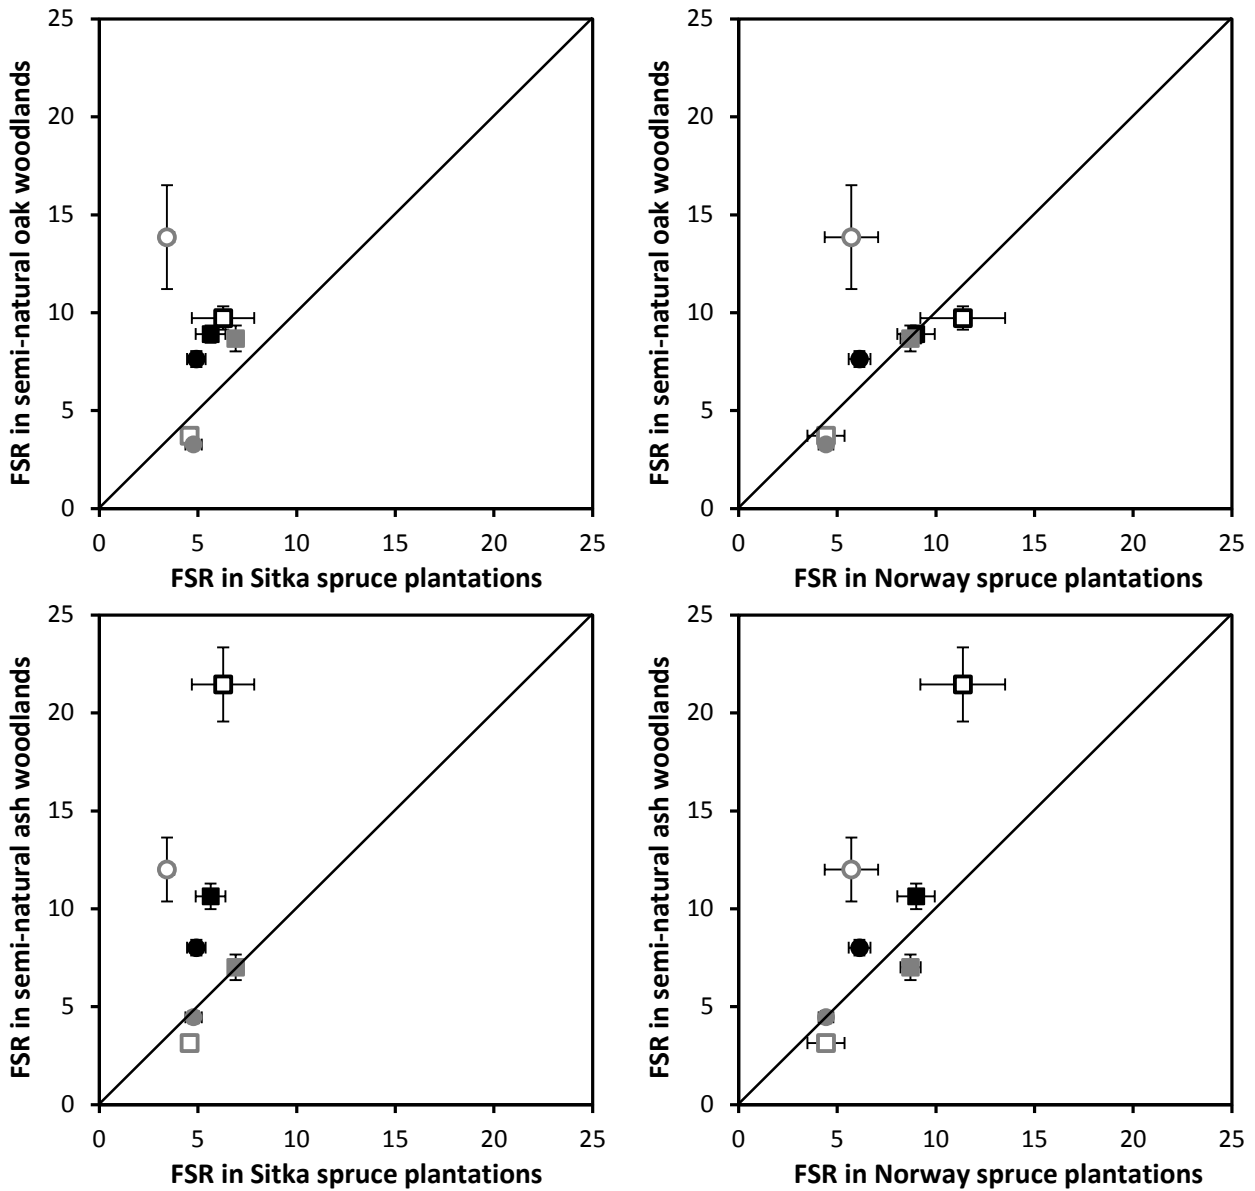 25
20
15
10
5
0
FSR in semi-natural oak woodlands
0 5 10 15 20 25
FSR in Sitka spruce plantations
25
20
15
10
5
0
FSR in semi-natural oak woodlands
0 5 10 15 20 25
FSR in Norway spruce plantations
25
20
15
10
5
0
FSR in semi-natural ash woodlands
0 5 10 15 20 25
FSR in Sitka spruce plantations
25
20
15
10
5
0
FSR in semi-natural ash woodlands
0 5 10 15 20 25
FSR in Norway spruce plantations